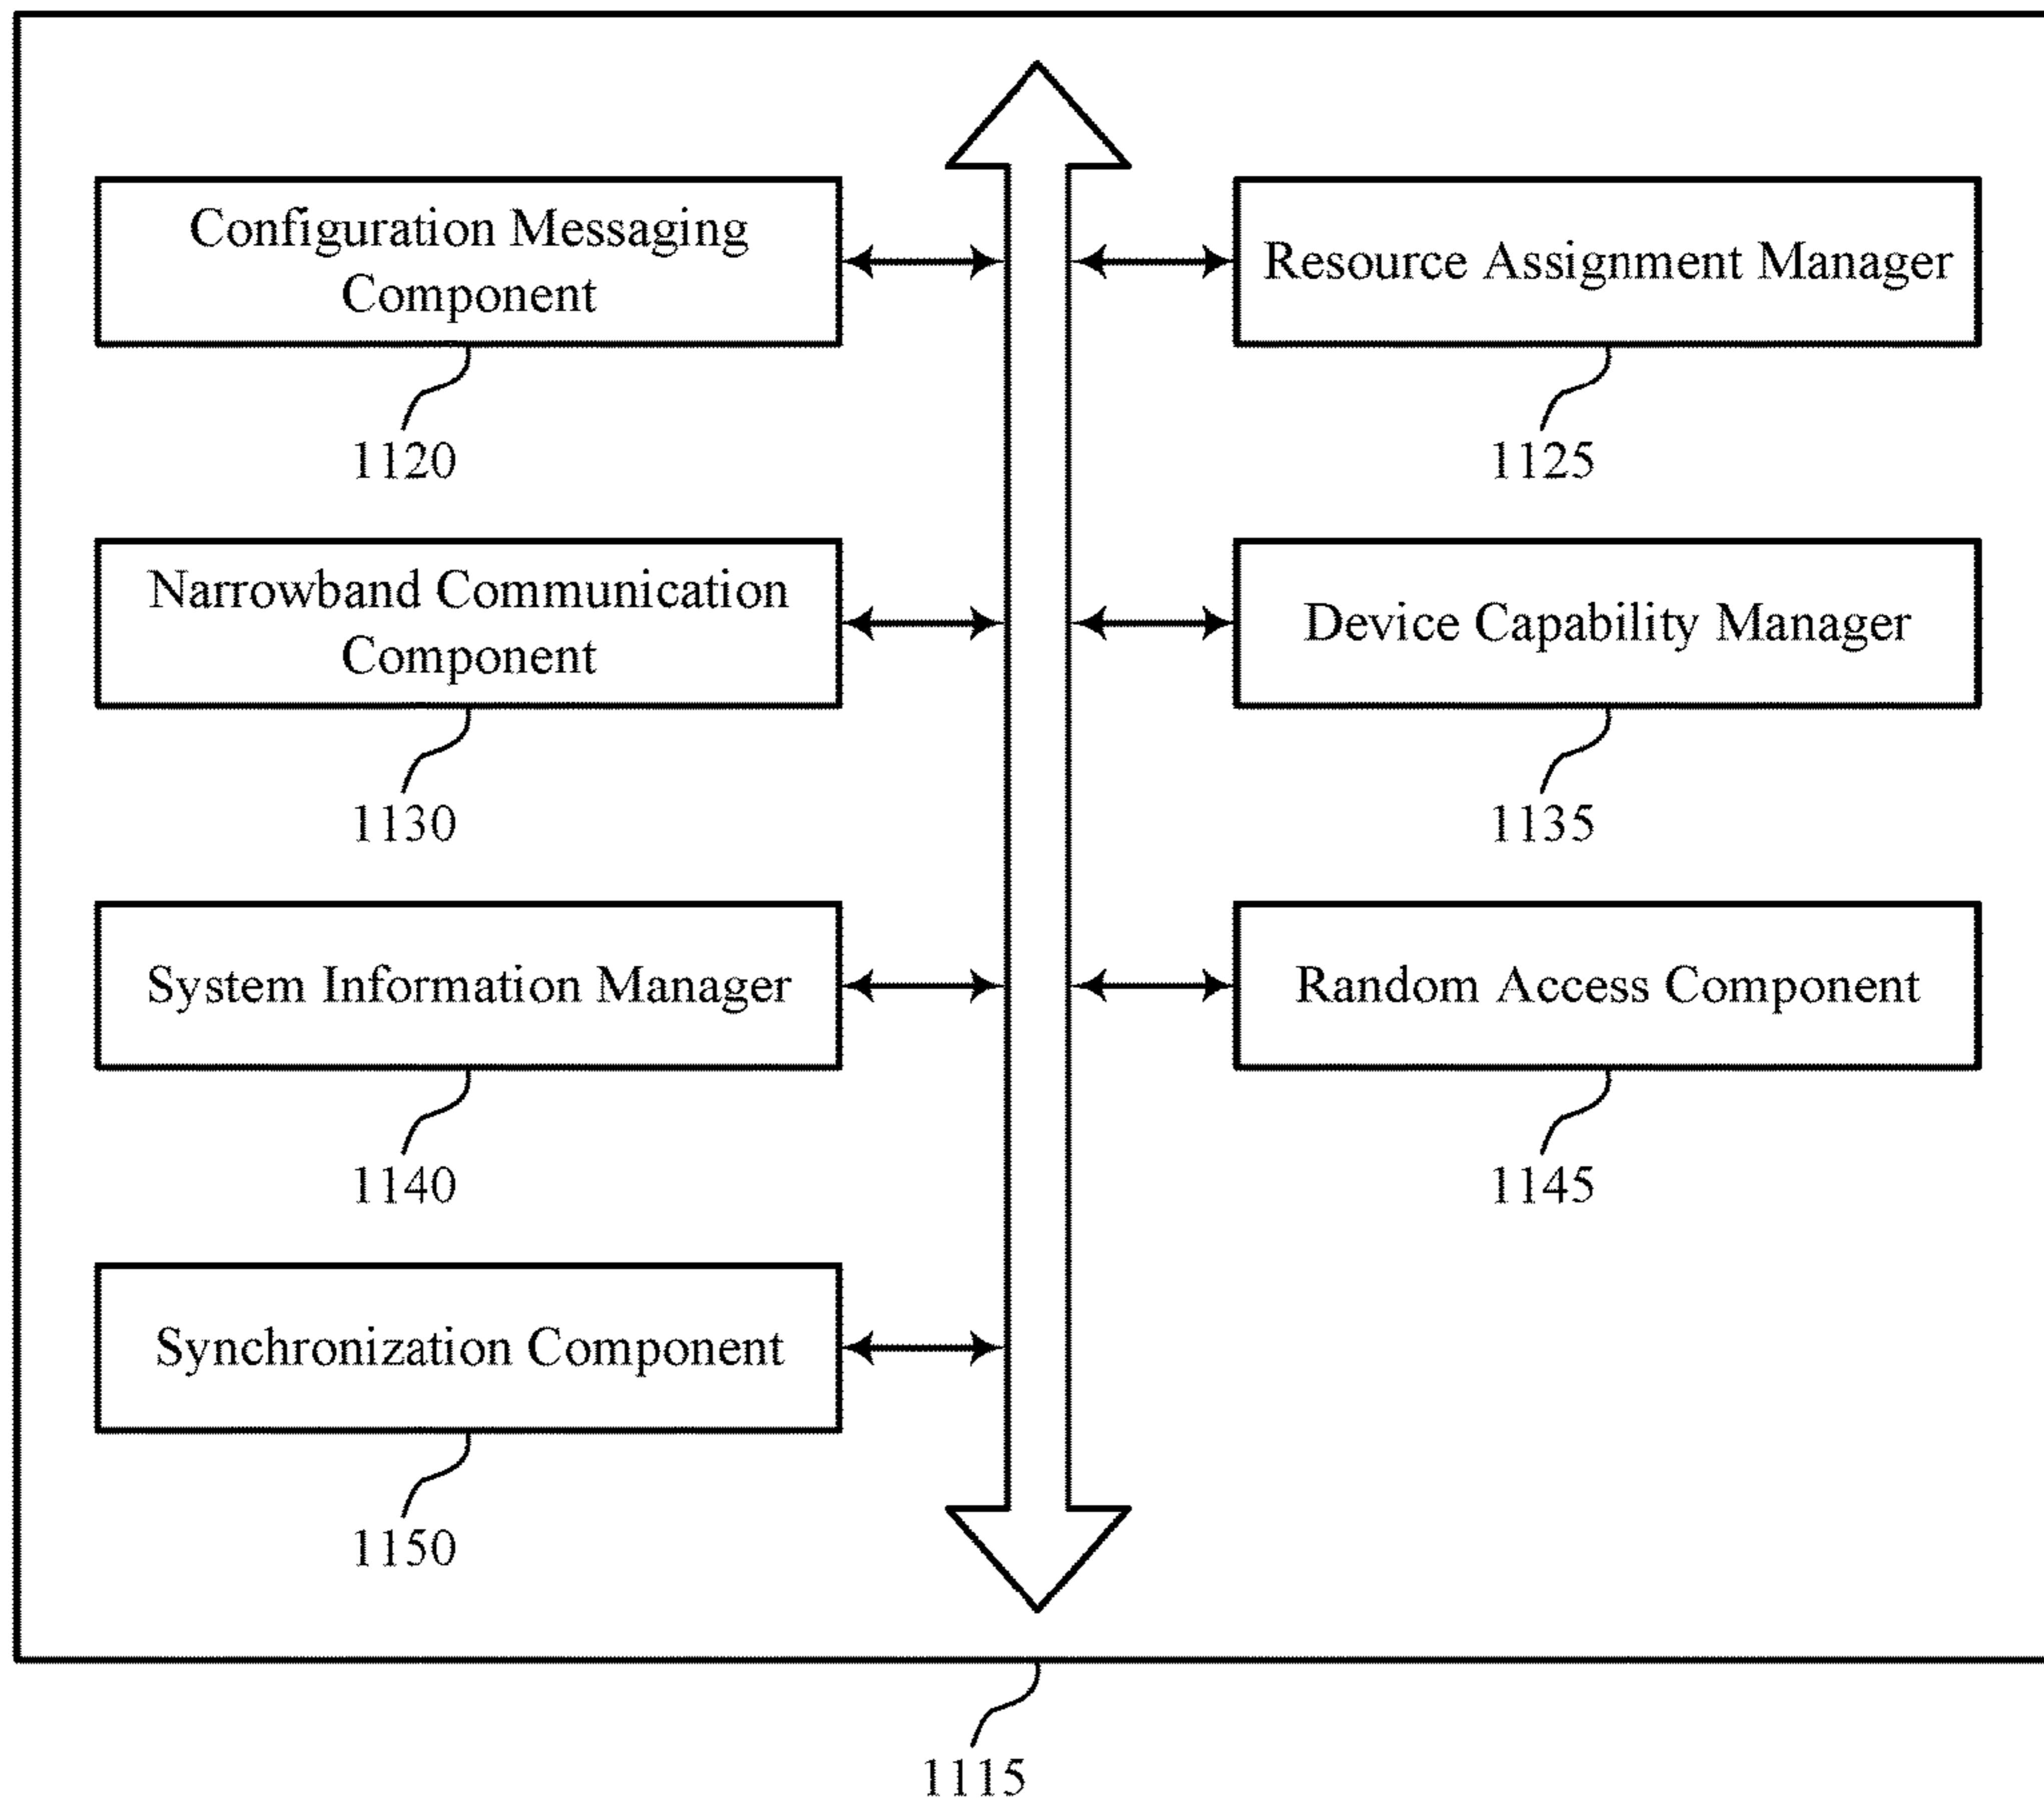 Configuration Messaging
Component
1120
Resource Assignment Manager
1125
Narrowband Communication
Component
1130
Device Capability Manager
1135
System Information Manager
1140
Random Access Component
1145
Synchronization Component
1150
1115